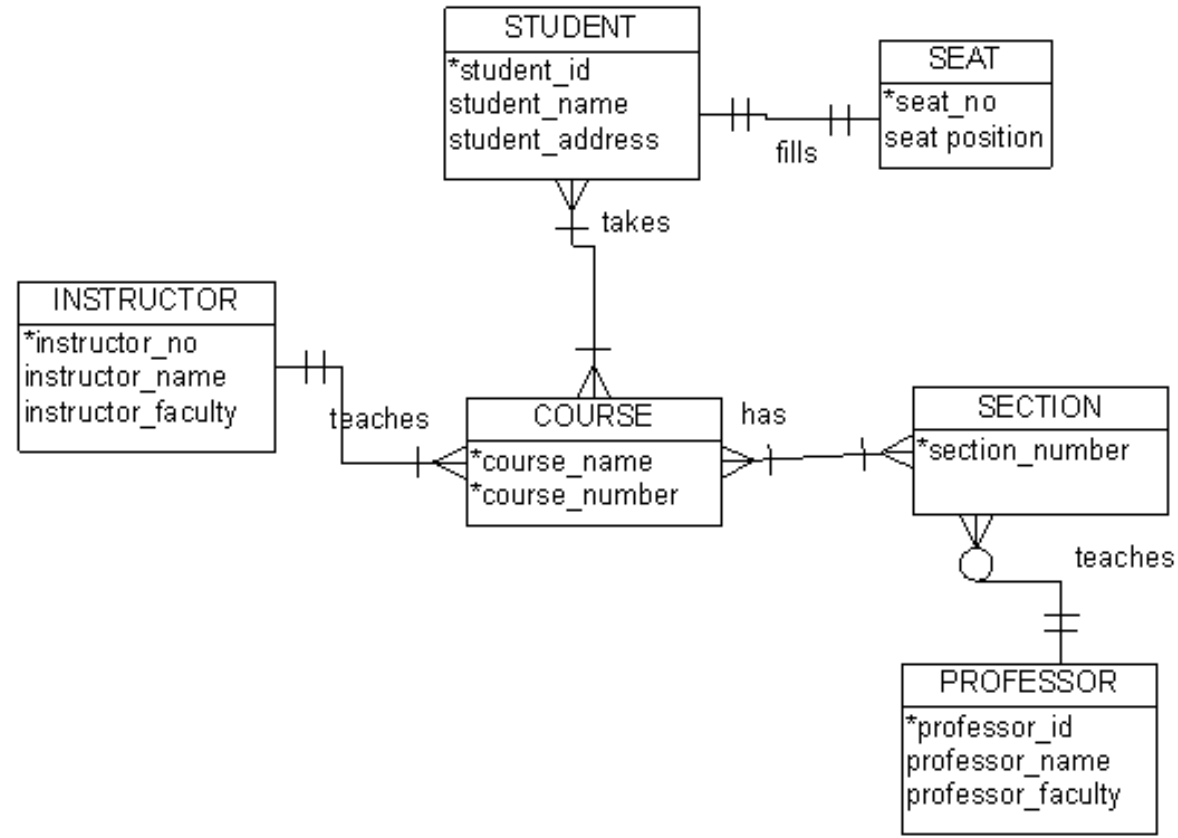 STUDENT
*student_id
student_name
student_address
SEAT
*seat_no
seat position
fills
takes
INSTRUCTOR
*instructor_no
instructor_name
instructor_faculty
teaches
COURSE
*course_name
*course_number
has
SECTION
*section_number
teaches
PROFESSOR
*professor_id
professor_name
professor_faculty